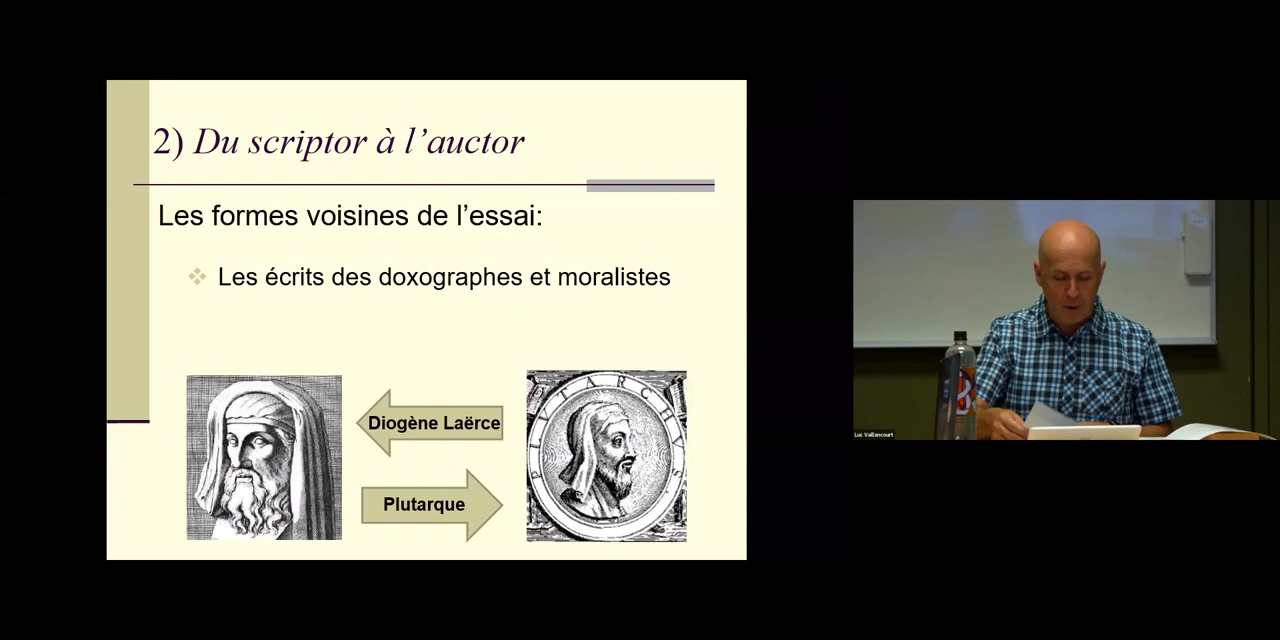 2) Du scriptor à l’auctor
Les formes voisines de l’essai:
Les écrits des doxographes et moralistes
Diogène Laërce
Plutarque
Luc Vaillancourt